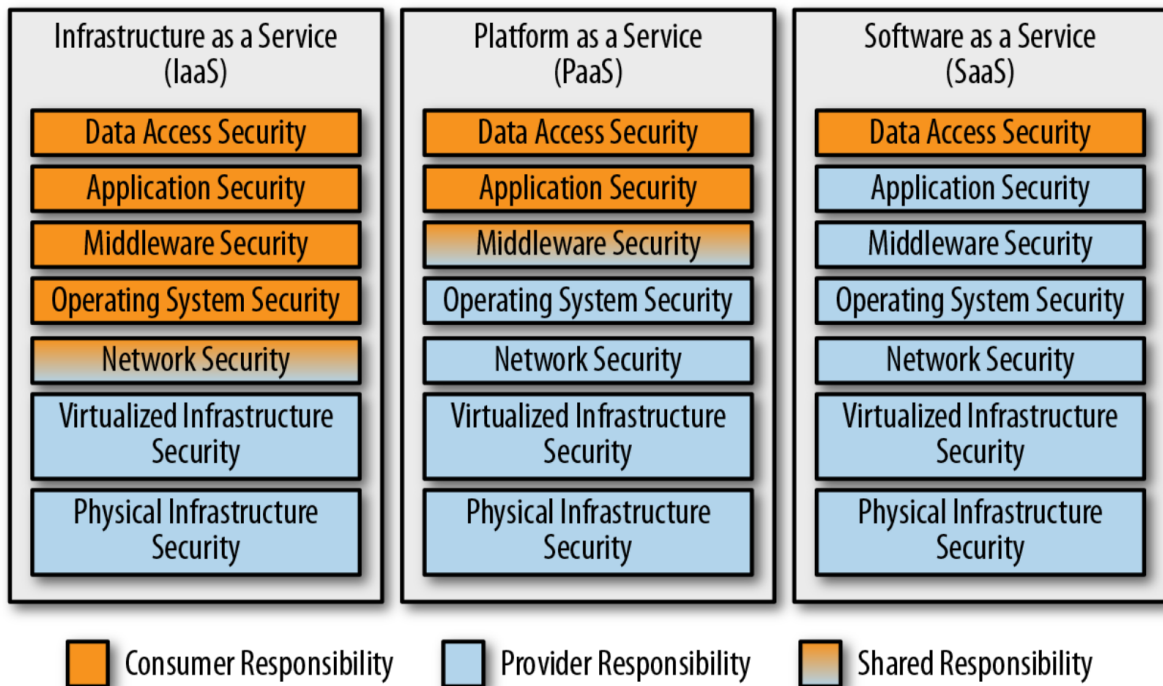 Infrastructure as a Service
(IaaS)
Data Access Security
Application Security
Middleware Security
Operating System Security
Network Security
Virtualized Infrastructure
Security
Physical Infrastructure
Security
Platform as a Service
(PaaS)
Data Access Security
Application Security
Middleware Security
Operating System Security
Network Security
Virtualized Infrastructure
Security
Physical Infrastructure
Security
Software as a Service
(SaaS)
Data Access Security
Application Security
Middleware Security
Operating System Security
Network Security
Virtualized Infrastructure
Security
Physical Infrastructure
Security
Consumer Responsibility
Provider Responsibility
Shared Responsibility